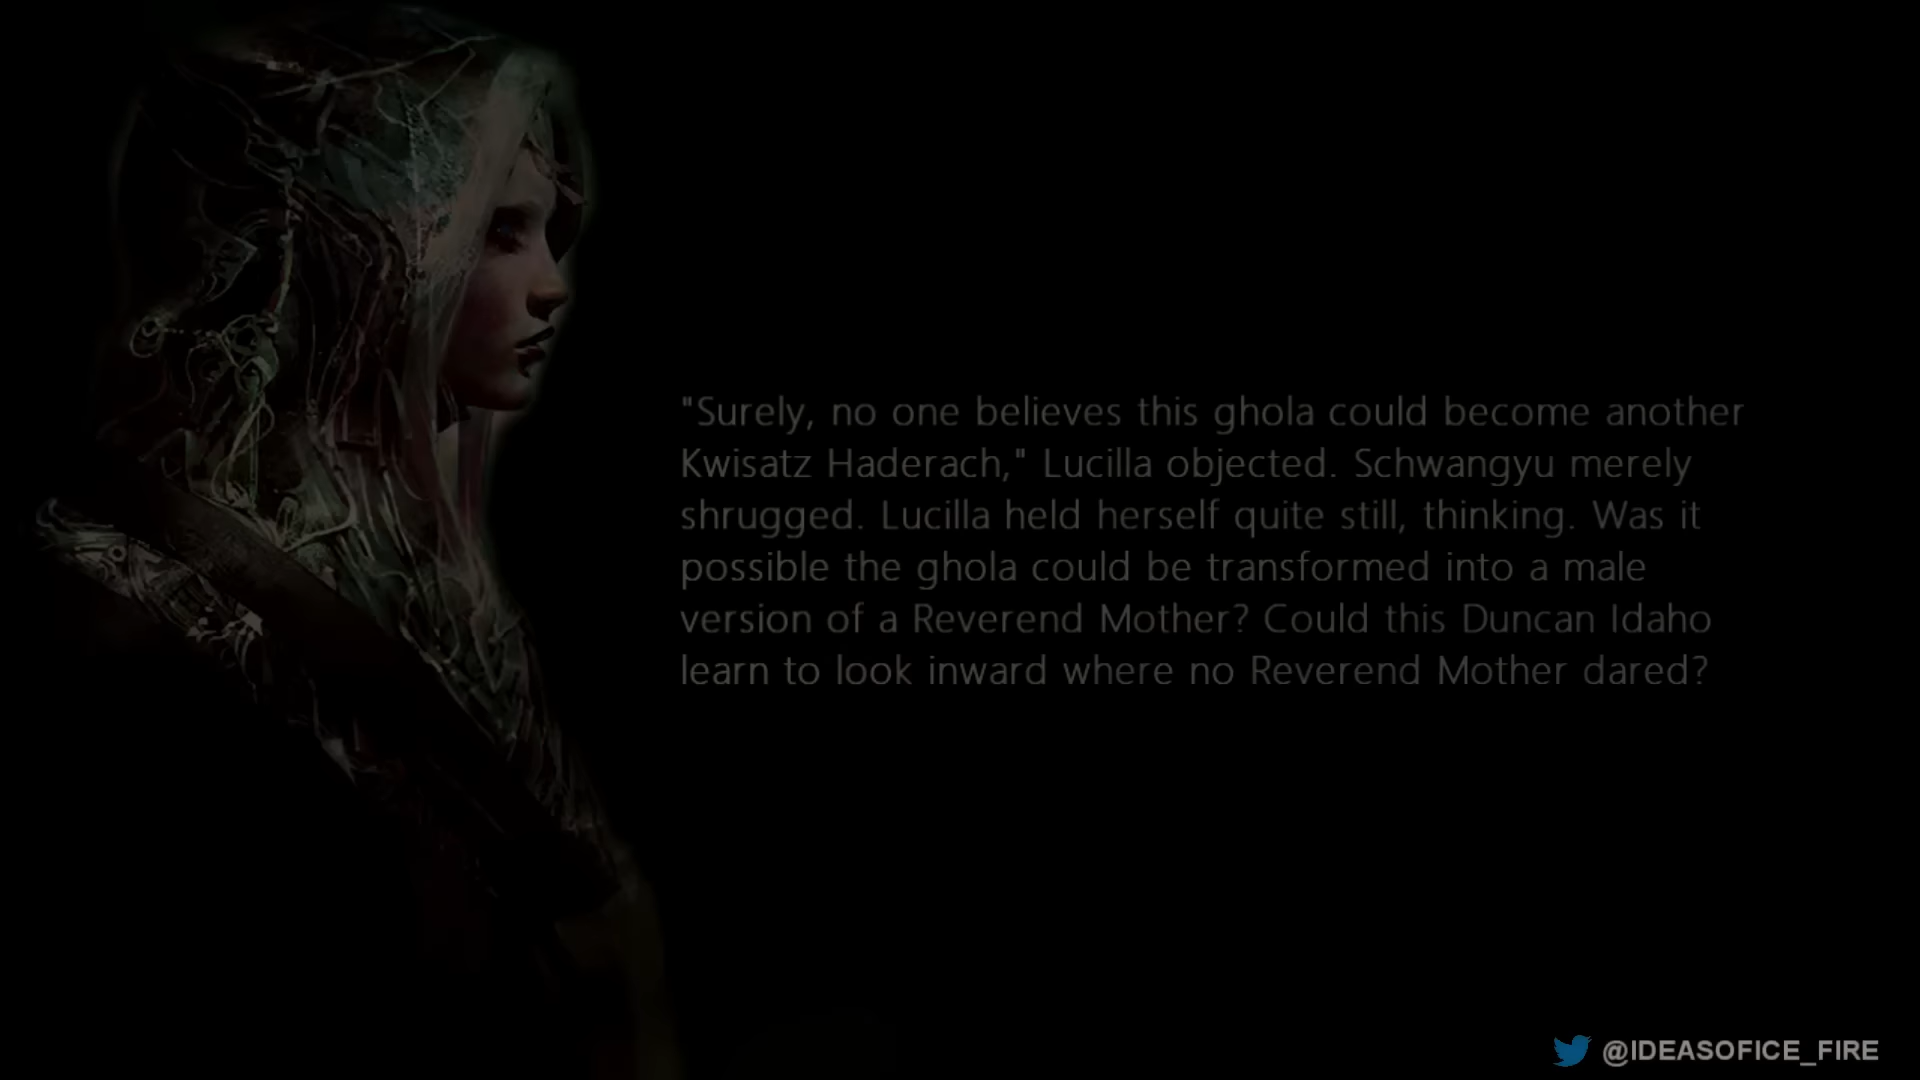 "Surely, no one believes this ghola could become another
Kwisatz Haderach," Lucilla objected. Schwangyu merely
shrugged. Lucilla held herself quite still, thinking. Was it
possible the ghola could be transformed into a male
version of a Reverend Mother? Could this Duncan Idaho
learn to look inward where no Reverend Mother dared?
@IDEASOFICE_FIRE